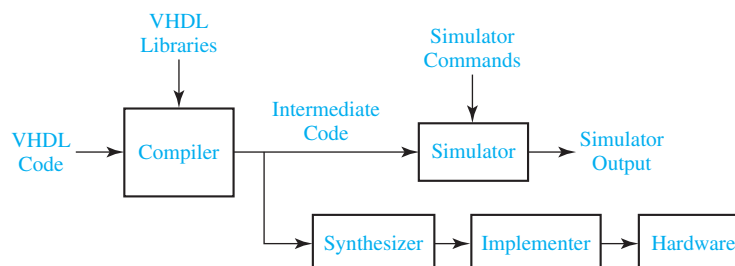 VHDL
Libraries
Simulator
Commands
VHDL
Code
Compiler
Intermediate
Code
Simulator
Simulator
Output
Synthesizer
Implementer
Hardware